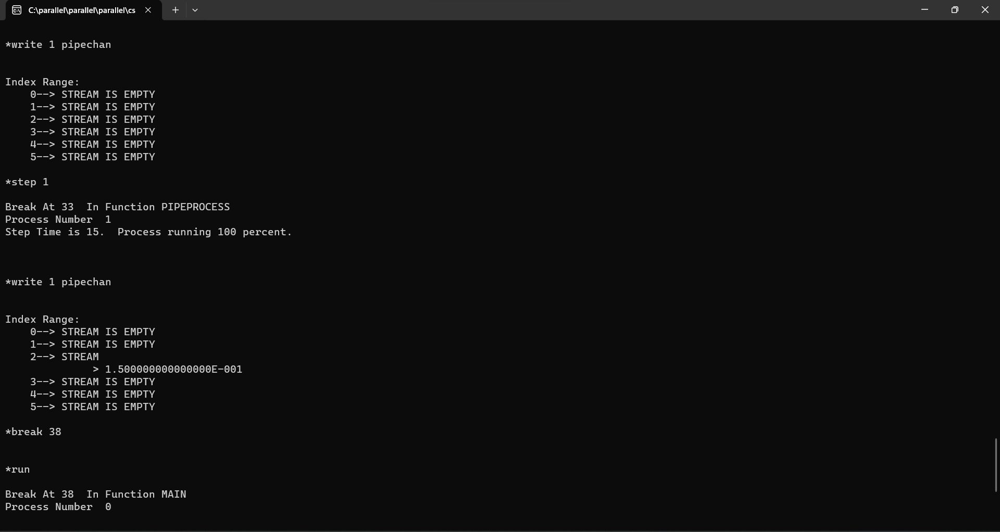 C:\parallel\parallel\parallel\cs
*write 1 pipechan
Index Range:
0--> STREAM IS EMPTY
1--> STREAM IS EMPTY
2--> STREAM IS EMPTY
3--> STREAM IS EMPTY
4--> STREAM IS EMPTY
5--> STREAM IS EMPTY
*step 1
Break At 33  In Function PIPEPROCESS
Process Number  1
Step Time is 15.  Process running 100 percent.
*write 1 pipechan
Index Range:
0--> STREAM IS EMPTY
1--> STREAM IS EMPTY
2--> STREAM
> 1.500000000000000E-001
3--> STREAM IS EMPTY
4--> STREAM IS EMPTY
5--> STREAM IS EMPTY
*break 38
*run
Break At 38  In Function MAIN
Process Number  0